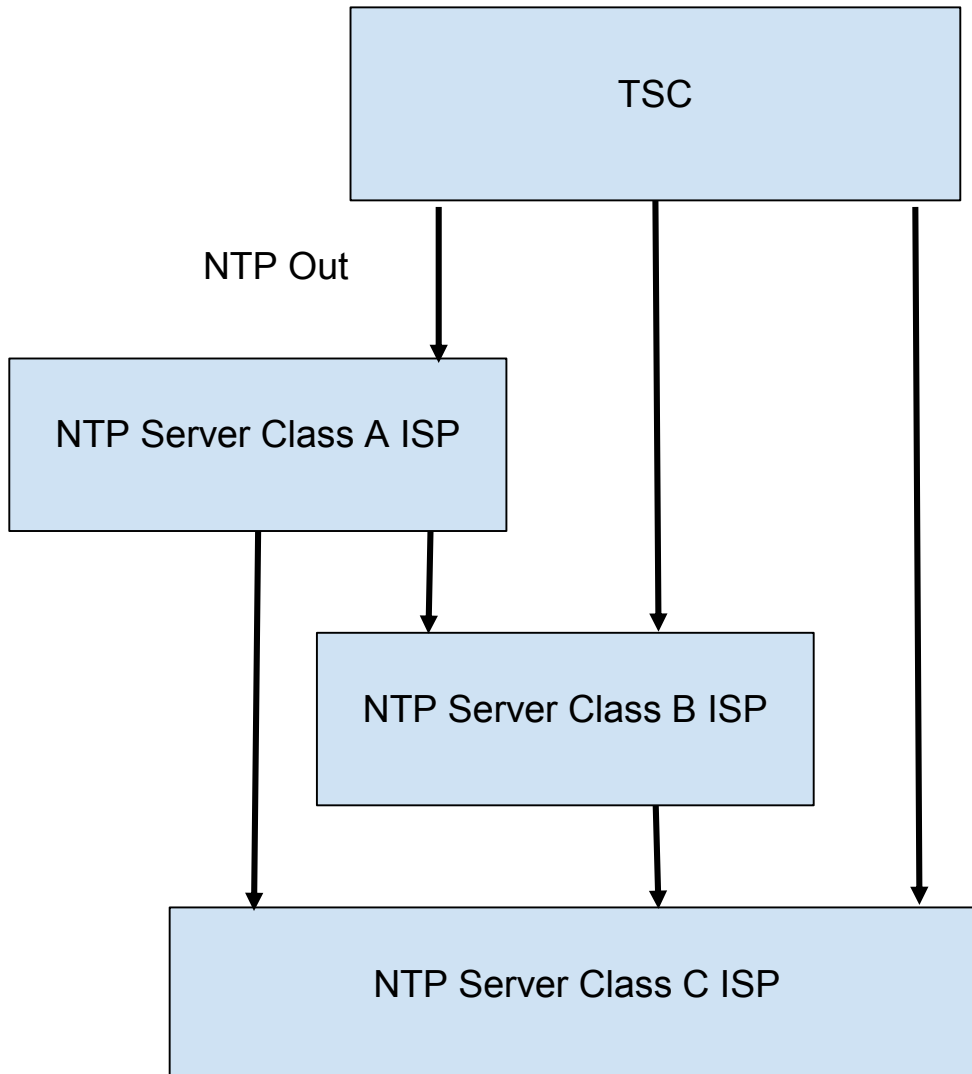 TSC
NTP Out
NTP Server Class A ISP
NTP Server Class B ISP
NTP Server Class C ISP